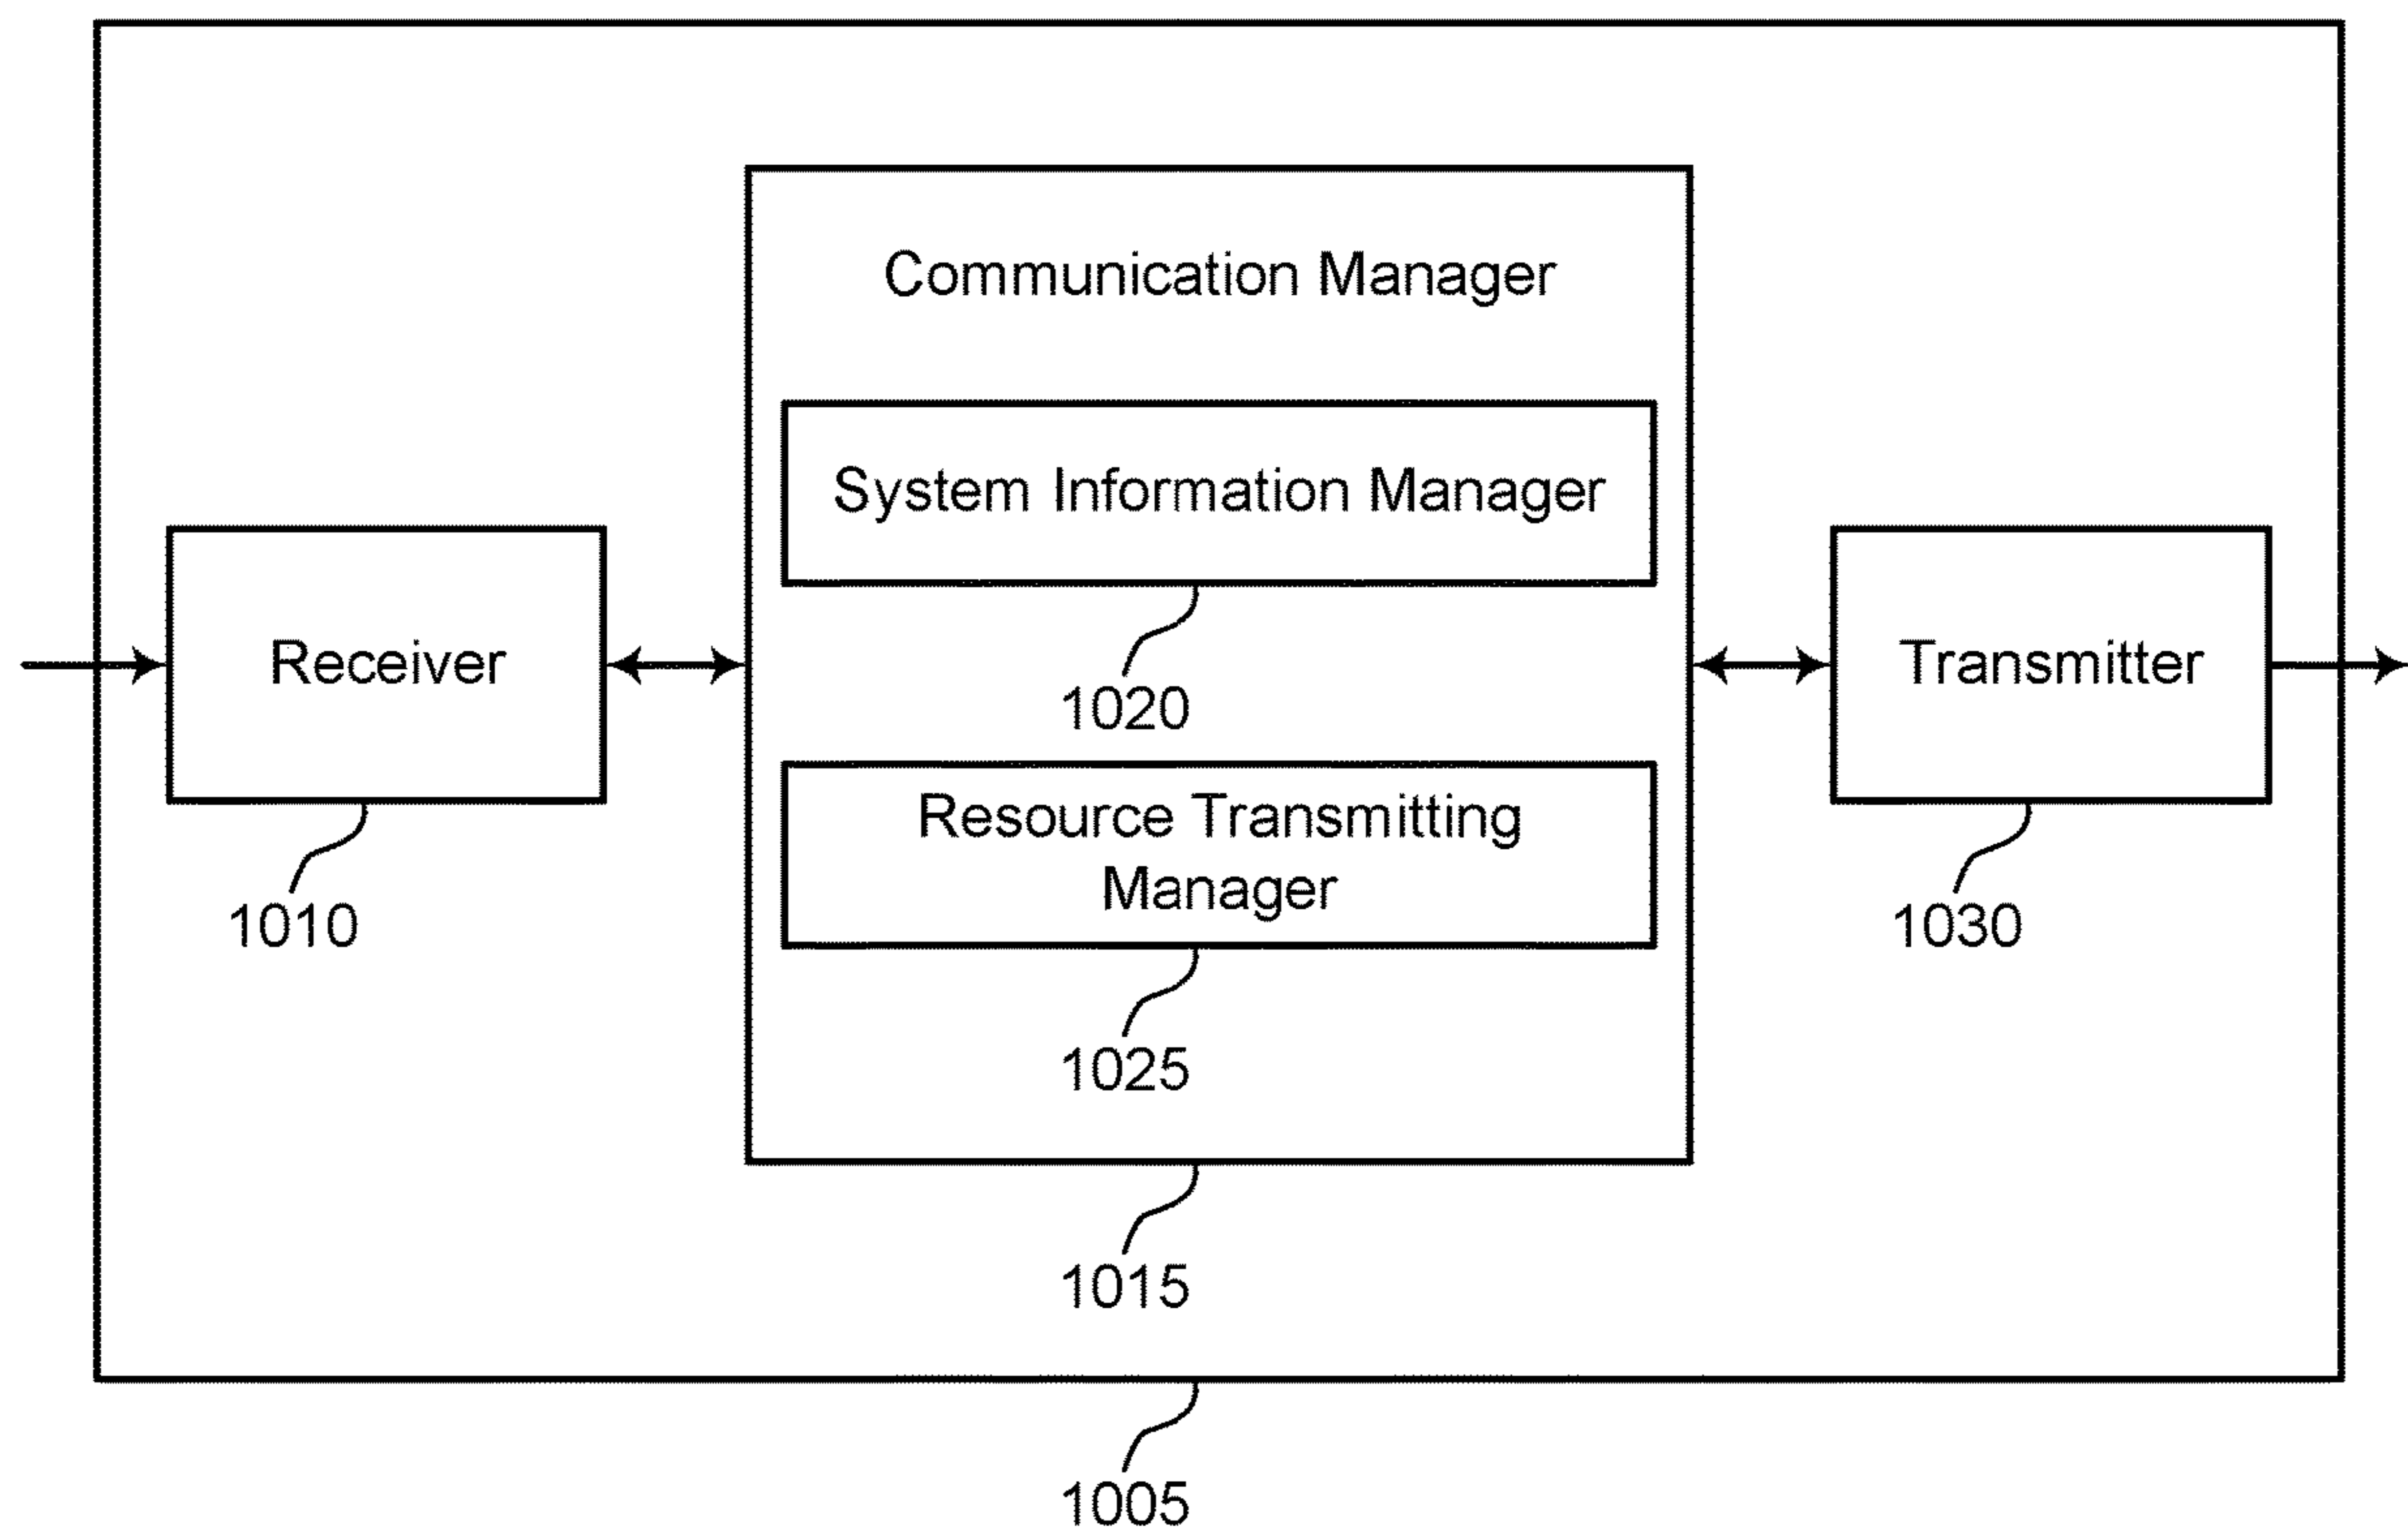 Communication Manager
System Information Manager
1020
Receiver
1010
Resource Transmitting
Manager
1025
Transmitter
1030
1015
1005